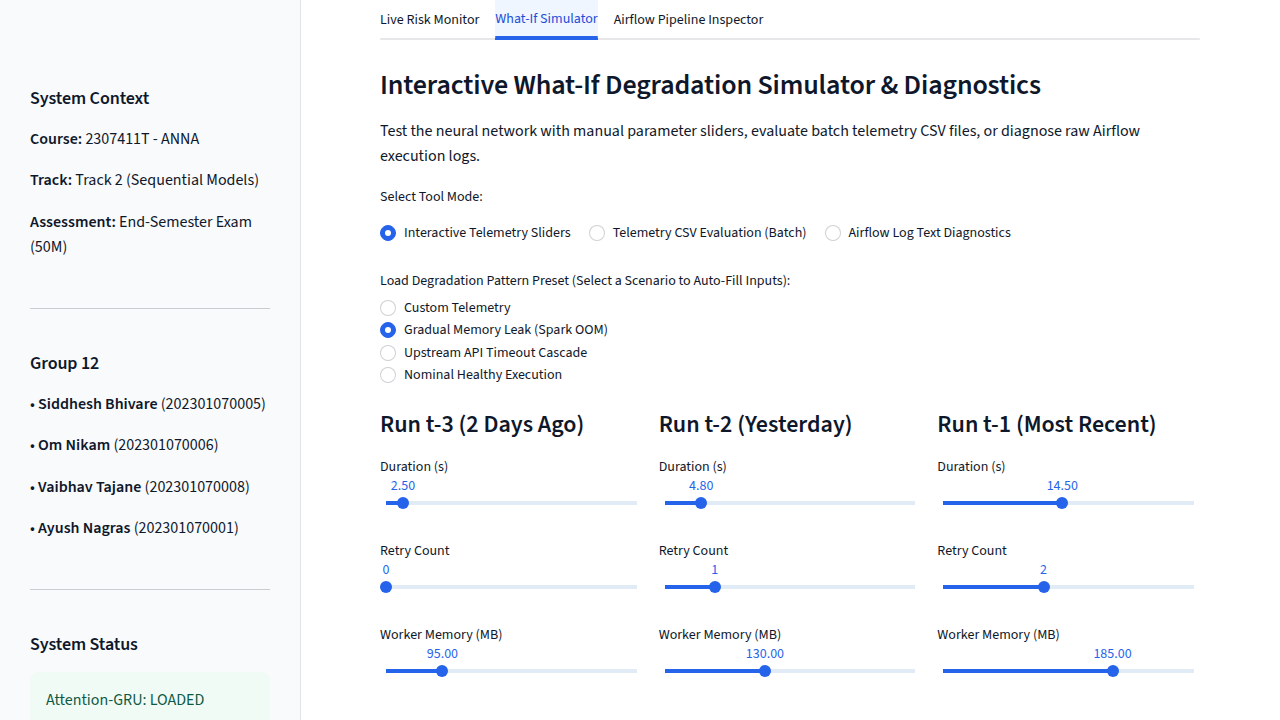 Live Risk Monitor
What-If Simulator
Airflow Pipeline Inspector
System Context
Course: 2307411T - ANNA
Track: Track 2 (Sequential Models)
Assessment: End-Semester Exam
(50M)
Group 12
• Siddhesh Bhivare (202301070005)
• Om Nikam (202301070006)
• Vaibhav Tajane (202301070008)
• Ayush Nagras (202301070001)
System Status
Attention-GRU: LOADED
Interactive What-If Degradation Simulator & Diagnostics
Test the neural network with manual parameter sliders, evaluate batch telemetry CSV files, or diagnose raw Airflow
execution logs.
Select Tool Mode:
Interactive Telemetry Sliders
Telemetry CSV Evaluation (Batch)
Airflow Log Text Diagnostics
Load Degradation Pattern Preset (Select a Scenario to Auto-Fill Inputs):
Custom Telemetry
Gradual Memory Leak (Spark OOM)
Upstream API Timeout Cascade
Nominal Healthy Execution
Run t-3 (2 Days Ago)
Duration (s)
2.50
Retry Count
0
Worker Memory (MB)
95.00
Run t-2 (Yesterday)
Duration (s)
4.80
Retry Count
1
Worker Memory (MB)
130.00
Run t-1 (Most Recent)
Duration (s)
14.50
Retry Count
2
Worker Memory (MB)
185.00